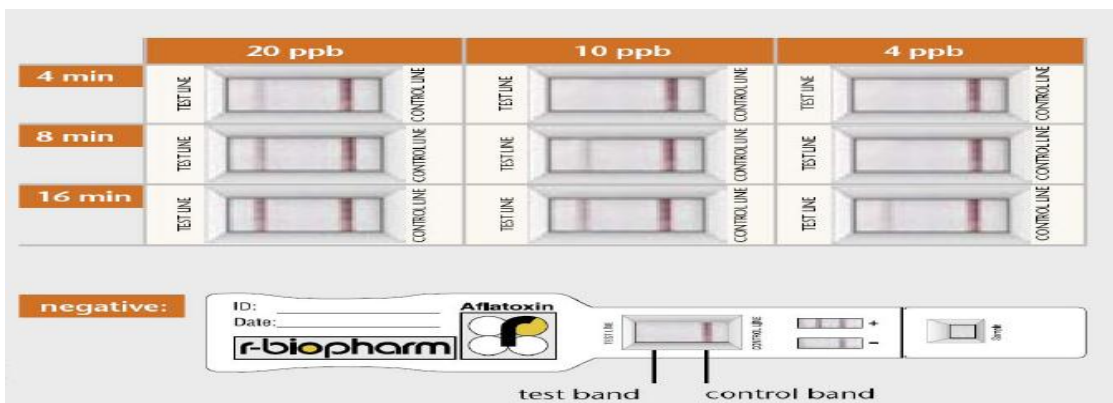 20 ppb 10 ppb 4 ppb
4 min TEST LINE CONTROL LINE TEST LINE CONTROL LINE TEST LINE CONTROL LINE
8 min TEST LINE CONTROL LINE TEST LINE CONTROL LINE TEST LINE CONTROL LINE
16 min TEST LINE CONTROL LINE TEST LINE CONTROL LINE TEST LINE CONTROL LINE
negative: ID: Aflatoxin
Date:
r-biopharm r TEST LINE CONTROL LINE + Sample
-
test band control band